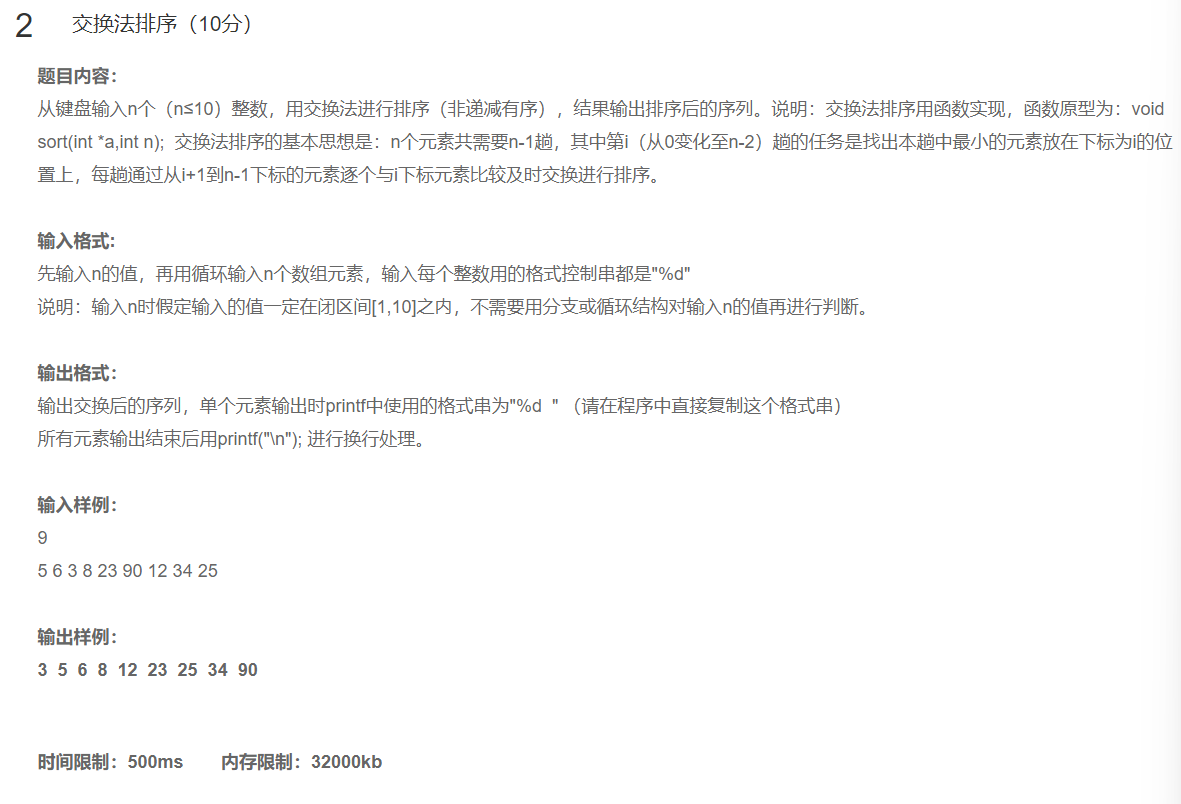 2 交换法排序（10分）
题目内容：
从键盘输入n个（n≤10）整数，用交换法进行排序（非递减有序），结果输出排序后的序列。说明：交换法排序用函数实现，函数原型为：void
sort(int *a,int n); 交换法排序的基本思想是：n个元素共需要n-1趟，其中第i（从0变化至n-2）趟的任务是找出本趟中最小的元素放在下标为i的位
置上，每趟通过从i+1到n-1下标的元素逐个与i下标元素比较及时交换进行排序。
输入格式:
先输入n的值，再用循环输入n个数组元素，输入每个整数用的格式控制串都是"%d"
说明：输入n时假定输入的值一定在闭区间[1,10]之内，不需要用分支或循环结构对输入n的值再进行判断。
输出格式：
输出交换后的序列，单个元素输出时printf中使用的格式串为"%d  " （请在程序中直接复制这个格式串）
所有元素输出结束后用printf("\n"); 进行换行处理。
输入样例：
9
5 6 3 8 23 90 12 34 25
输出样例：
3  5  6  8  12  23  25  34  90
时间限制：500ms 内存限制：32000kb